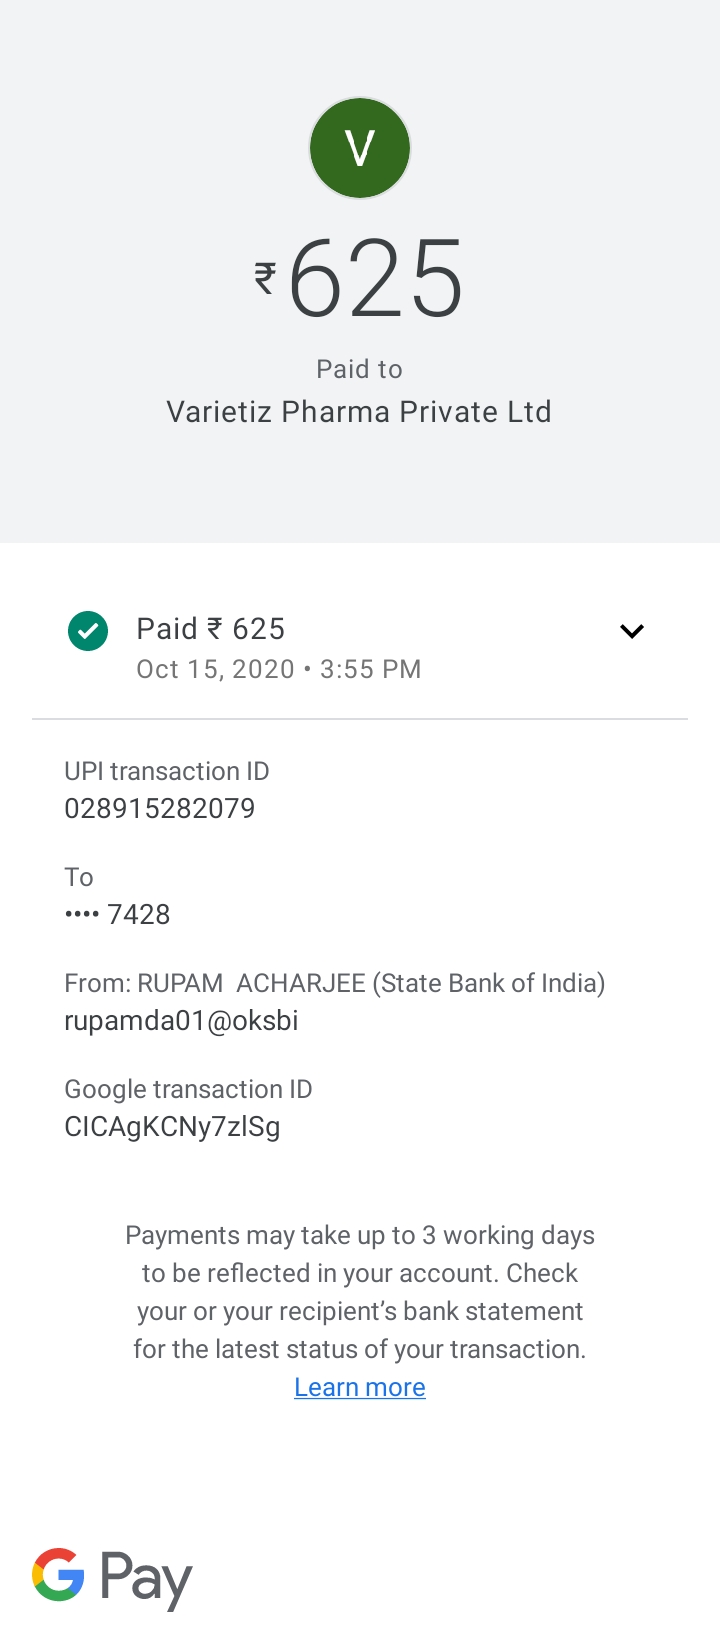 V
₹625
Paid to
Varietiz Pharma Private Ltd
Paid ₹ 625
Oct 15, 2020 • 3:55 PM
UPI transaction ID
028915282079
To
•••• 7428
From: RUPAM  ACHARJEE (State Bank of India)
rupamda01@oksbi
Google transaction ID
CICAgKCNy7zlSg
Payments may take up to 3 working days
to be reflected in your account. Check
your or your recipient’s bank statement
for the latest status of your transaction.
Learn more
G Pay